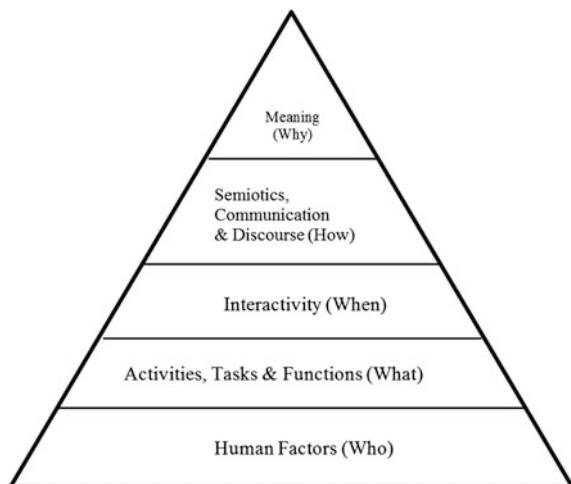 Meaning
(Why)
Semiotics,
Communication
& Discourse (How)
Interactivity (When)
Activities, Tasks & Functions (What)
Human Factors (Who)